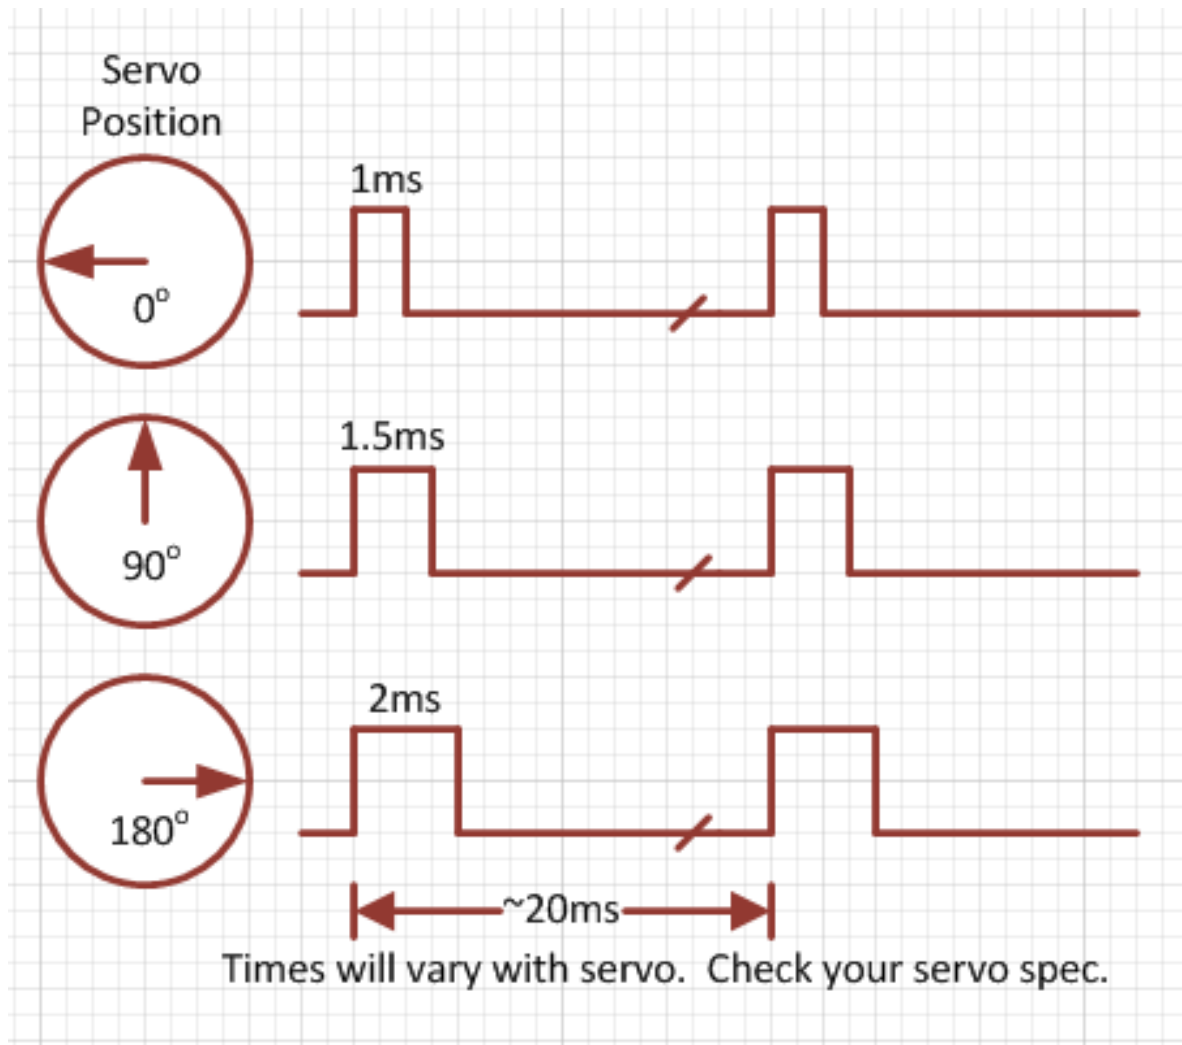 Servo
Position
1ms
0°
1.5ms
90°
2ms
180°
~20ms
Times will vary with servo.  Check your servo spec.